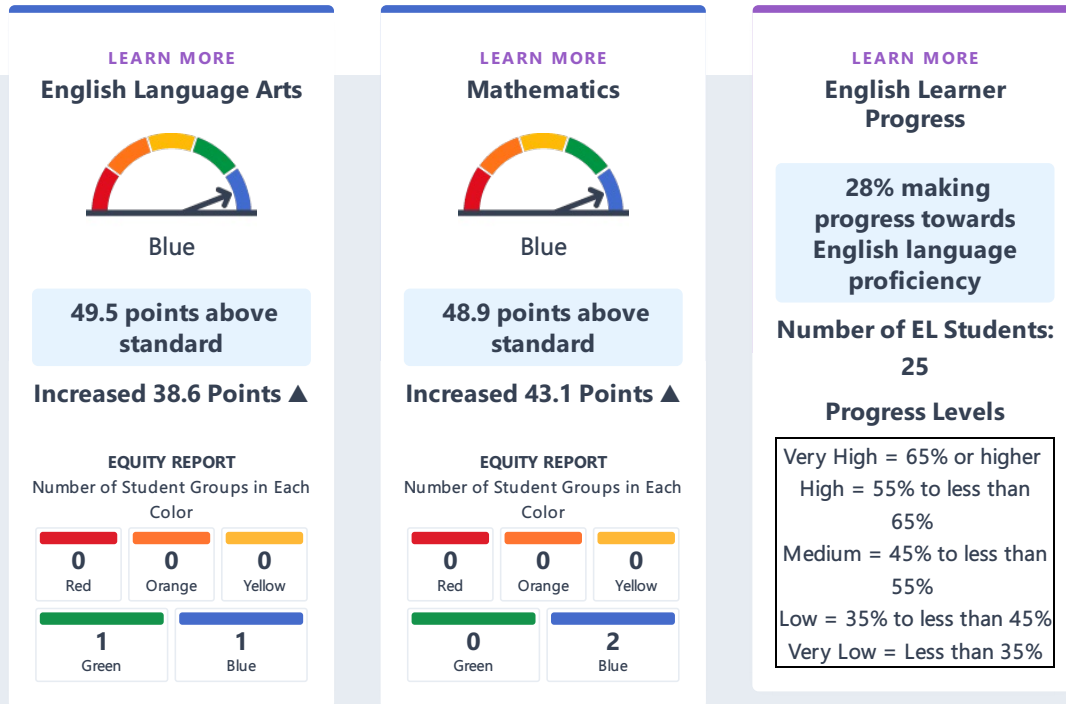 LEARN MORE
English Language Arts
Blue
49.5 points above
standard
Increased 38.6 Points ▲
EQUITY REPORT
Number of Student Groups in Each
Color
0
Red
0
Orange
0
Yellow
1
Green
1
Blue
LEARN MORE
Mathematics
Blue
48.9 points above
standard
Increased 43.1 Points ▲
EQUITY REPORT
Number of Student Groups in Each
Color
0
Red
0
Orange
0
Yellow
0
Green
2
Blue
LEARN MORE
English Learner
Progress
28% making
progress towards
English language
proficiency
Number of EL Students:
25
Progress Levels
Very High = 65% or higher
High = 55% to less than
65%
Medium = 45% to less than
55%
Low = 35% to less than 45%
Very Low = Less than 35%